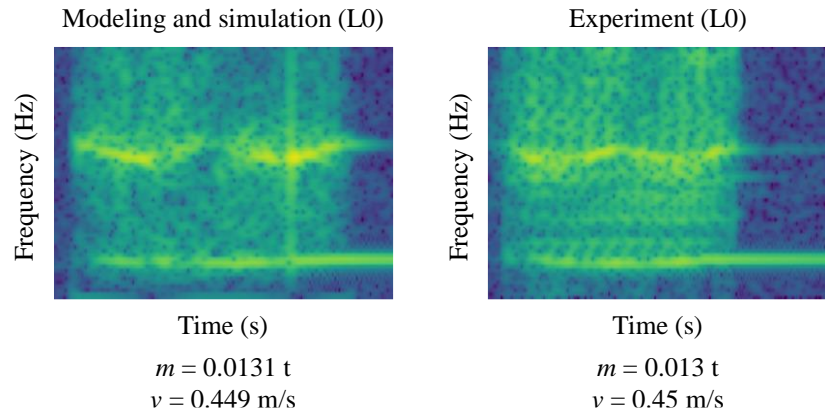 Modeling and simulation (L0)
Frequency (Hz)
Time (s)
m = 0.0131 t
v = 0.449 m/s
Experiment (L0)
Frequency (Hz)
Time (s)
m = 0.013 t
v = 0.45 m/s